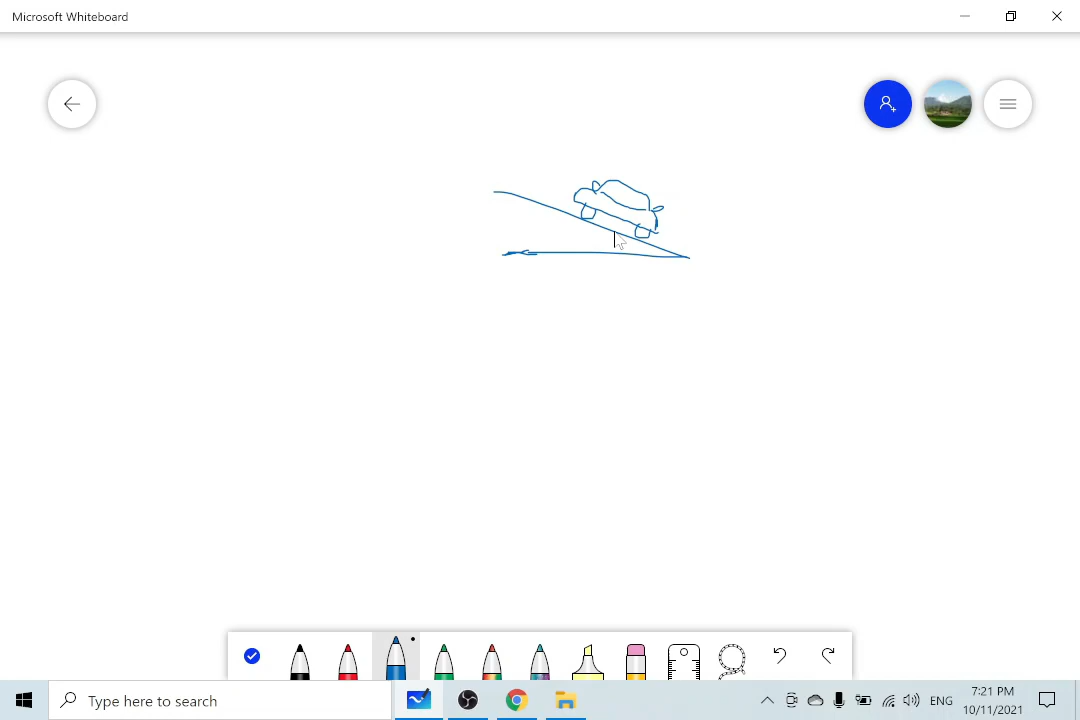 Microsoft Whiteboard
Type here to search
ENG
7:21 PM
10/11/2021